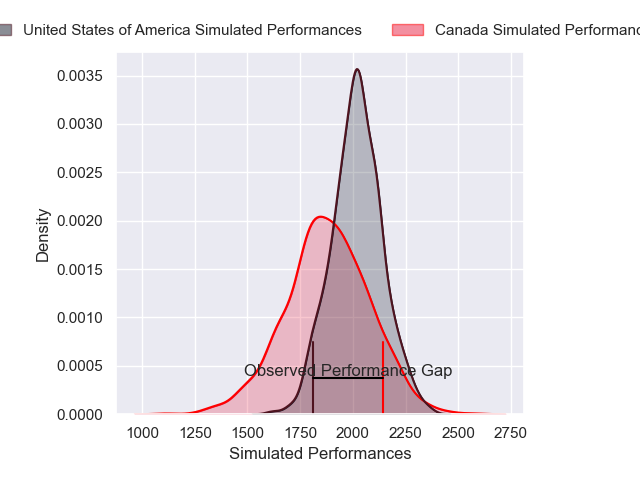 United States of America Simulated Performances
Canada Simulated
0.0035
0.0030
0.0025
0.0020
0.0015
0.0010
0.0005
0.0000
Density
Observed Performance Gap
1000 1250 1500 1750 2000 2250 2500 2750
Simulated Performances